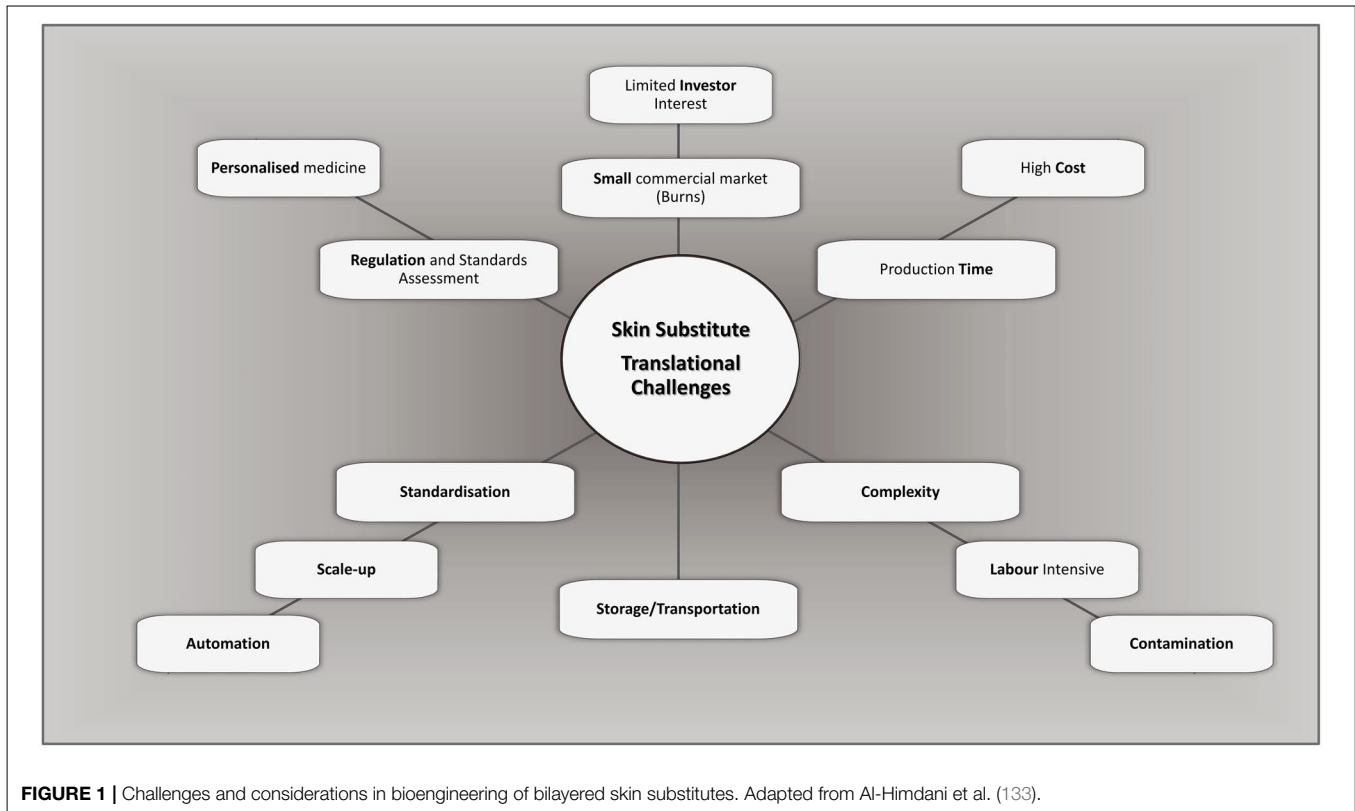 Limited Investor
Interest
Personalised medicine
Small commercial market
(Burns)
High Cost
Regulation and Standards
Assessment
Production Time
Skin Substitute
Translational
Challenges
Standardisation
Complexity
Scale-up
Labour Intensive
Storage/Transportation
Automation
Contamination
FIGURE 1 | Challenges and considerations in bioengineering of bilayered skin substitutes. Adapted from Al-Himdani et al. (133).